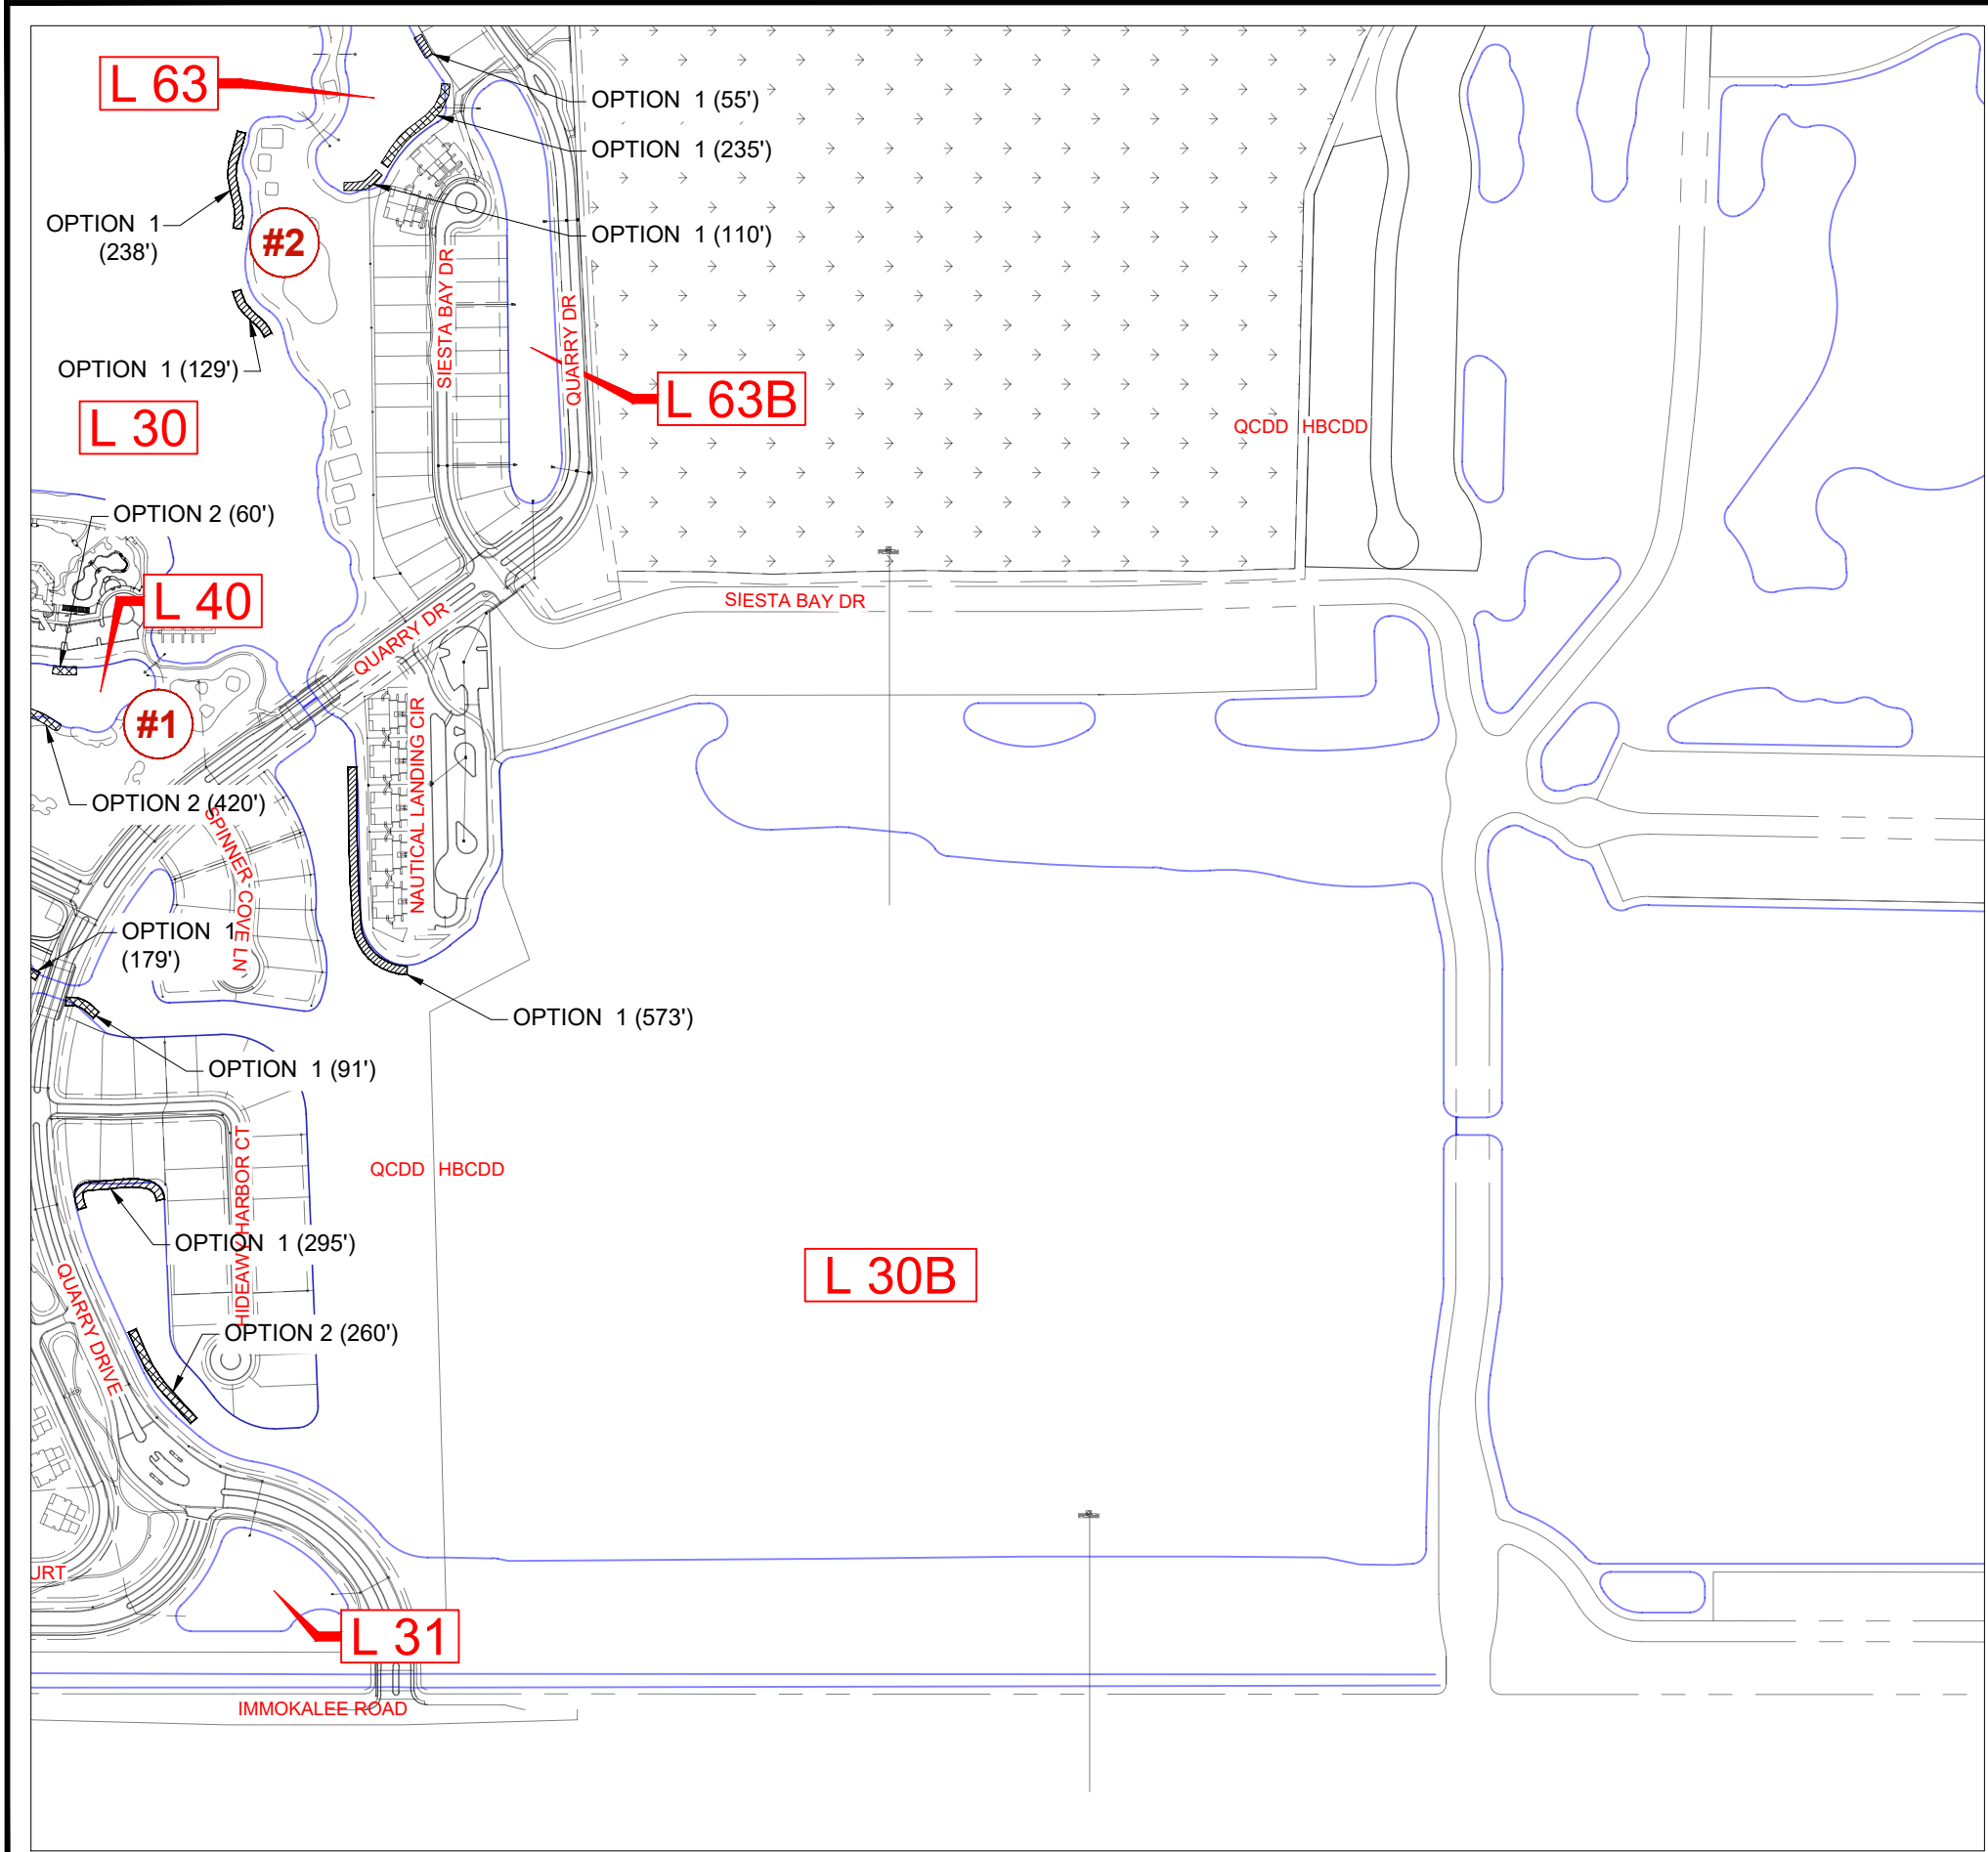 L 63
OPTION 1 (55')
OPTION 1 (235')
OPTION 1
(238')
#2
OPTION 1 (110')
SIESTA BAY DR
QUARRY DR
OPTION 1 (129')
L 63B
L 30
QCDD HBCDD
OPTION 2 (60')
L 40
SIESTA BAY DR
QUARRY DR
#1
NAUTICAL LANDING CIR
OPTION 2 (420')
SPINNER COVE LN
OPTION 1
(179')
OPTION 1 (573')
OPTION 1 (91')
HIDEAWY HARBOR CT
QCDD HBCDD
OPTION 1 (295')
L 30B
QUARRY DRIVE
OPTION 2 (260')
URT
L 31
IMMOKALEE ROAD